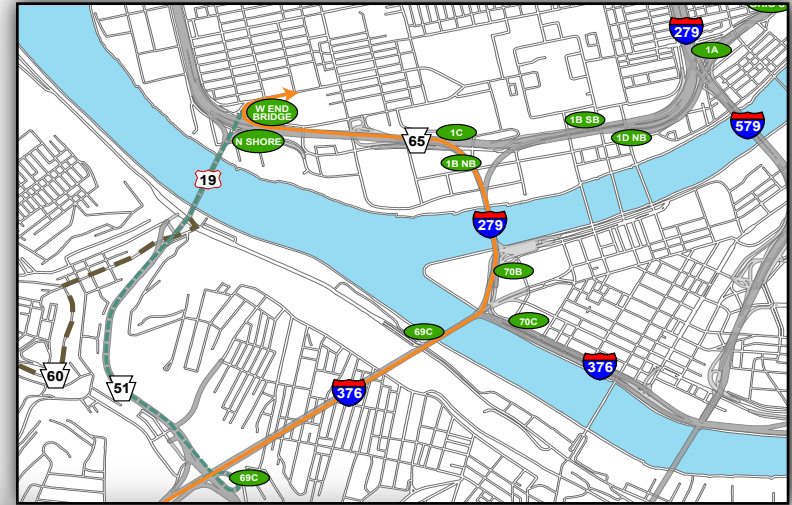 279
1A
W END
BRIDGE
1B SB
579
1C
65
N SHORE
1D NB
1B NB
19
279
70B
70C
69C
376
376
60
51
69C